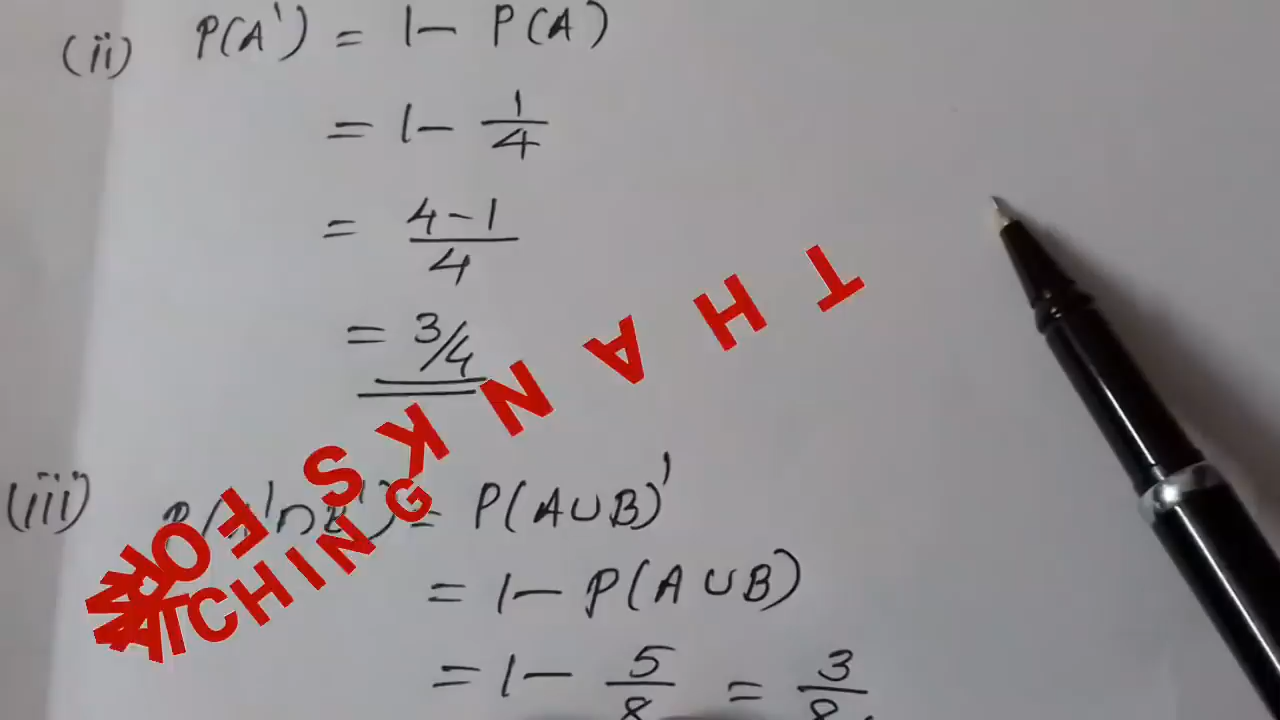 (ii) P(A') = 1 - P(A)
= 1 - 1/4
= 4-1/4
= 3/4
THANKS FOR WATCHING
(iii) P(A'∩B') = P(A∪B)'
= 1 - P(A∪B)
= 1 - 5/8 = 3/8